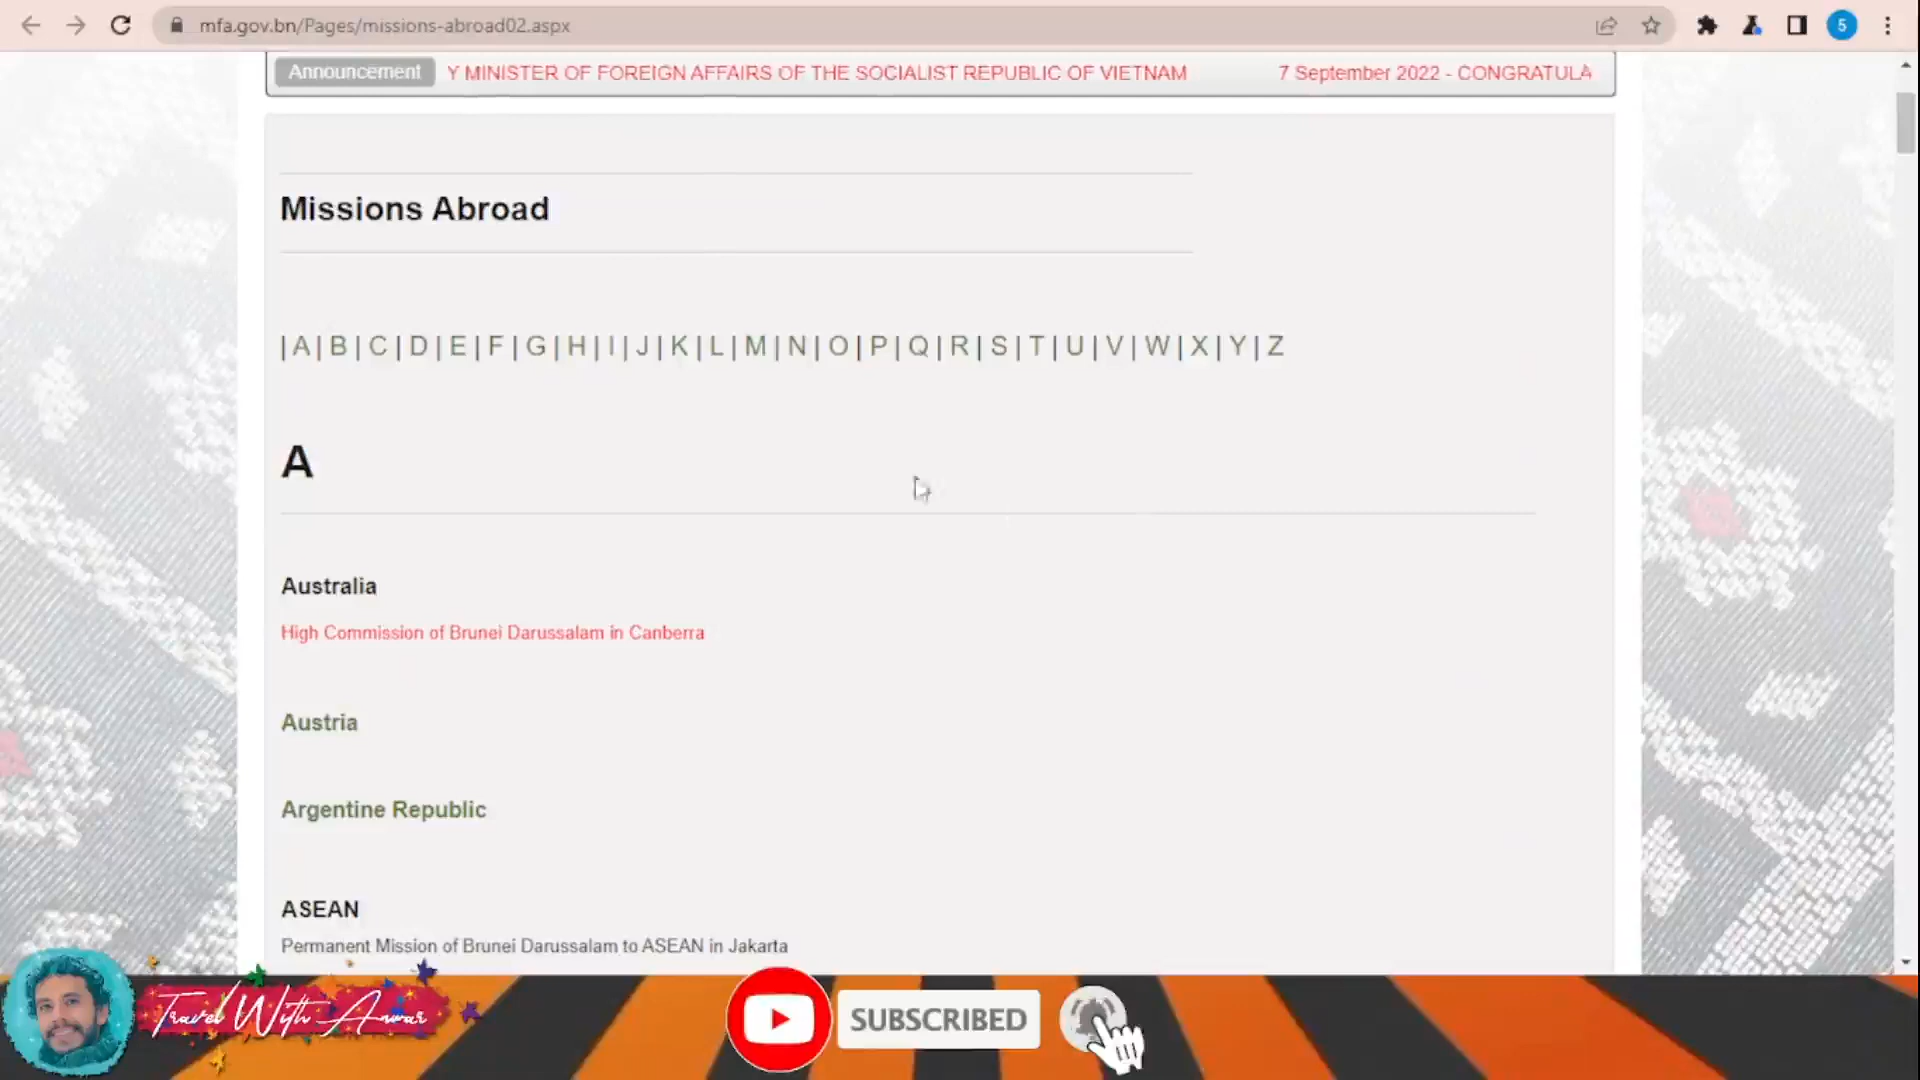 mfa.gov.bn/Pages/missions-abroad02.aspx
5
Announcement
Y MINISTER OF FOREIGN AFFAIRS OF THE SOCIALIST REPUBLIC OF VIETNAM 7 September 2022 - CONGRATULA
Missions Abroad
| A | B | C | D | E | F | G | H | I | J | K | L | M | N | O | P | Q | R | S | T | U | V | W | X | Y | Z
A
Australia
High Commission of Brunei Darussalam in Canberra
Austria
Argentine Republic
ASEAN
Permanent Mission of Brunei Darussalam to ASEAN in Jakarta
Travel With Anwar
SUBSCRIBED